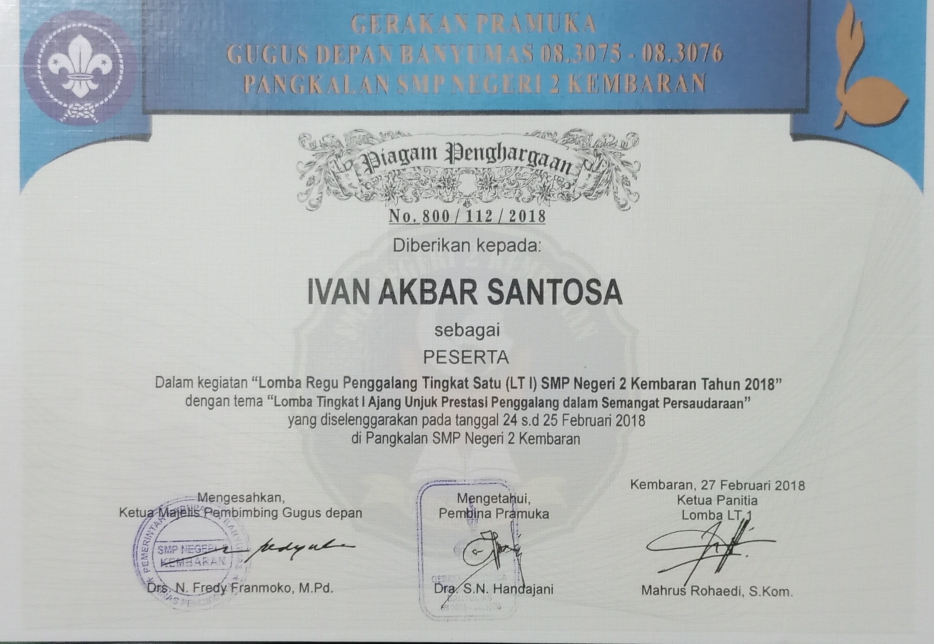 GERAKAN PRAMUKA
GUGUS DEPAN BANYUMAS 08.3075 - 08.3076
PANGKALAN SMP NEGERI 2 KEMBARAN
Piagam Penghargaan
No. 800 / 112 / 2018
Diberikan kepada:
IVAN AKBAR SANTOSA
sebagai
PESERTA
Dalam kegiatan “Lomba Regu Penggalang Tingkat Satu (LT I) SMP Negeri 2 Kembaran Tahun 2018”
dengan tema “Lomba Tingkat I Ajang Unjuk Prestasi Penggalang dalam Semangat Persaudaraan”
yang diselenggarakan pada tanggal 24 s.d 25 Februari 2018
di Pangkalan SMP Negeri 2 Kembaran
Mengesahkan,
Ketua Majelis Pembimbing Gugus depan
SMP NEGERI
KEMBARAN
Drs. N. Fredy Franmoko, M.Pd.
Mengetahui,
Pembina Pramuka
Dra. S.N. Handajani
Kembaran, 27 Februari 2018
Ketua Panitia
Lomba LT 1
Mahrus Rohaedi, S.Kom.